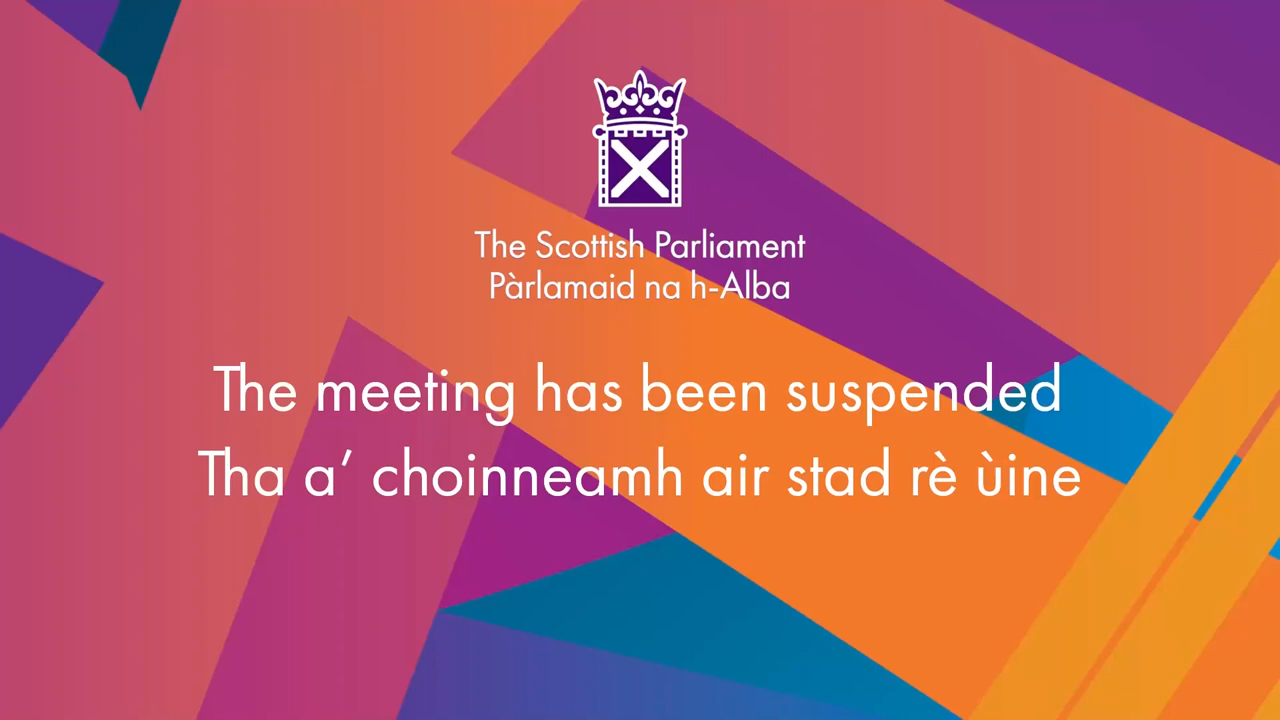 The Scottish Parliament
Pàrlamaid na h-Alba
The meeting has been suspended
Tha a’ choinneamh air stad rè ùine